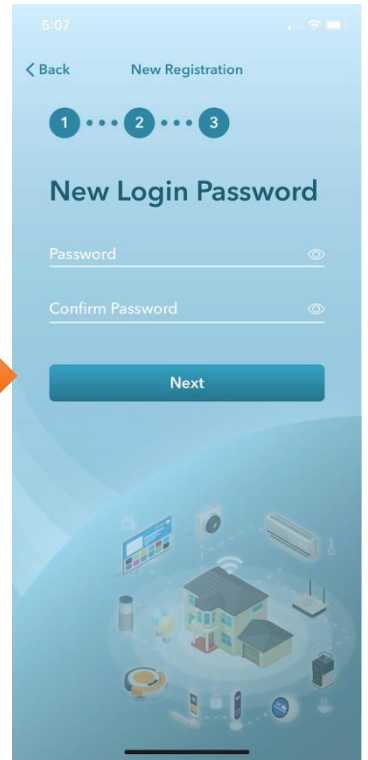 5:07
Back New Registration
1 2 3
New Login Password
Password
Confirm Password
Next